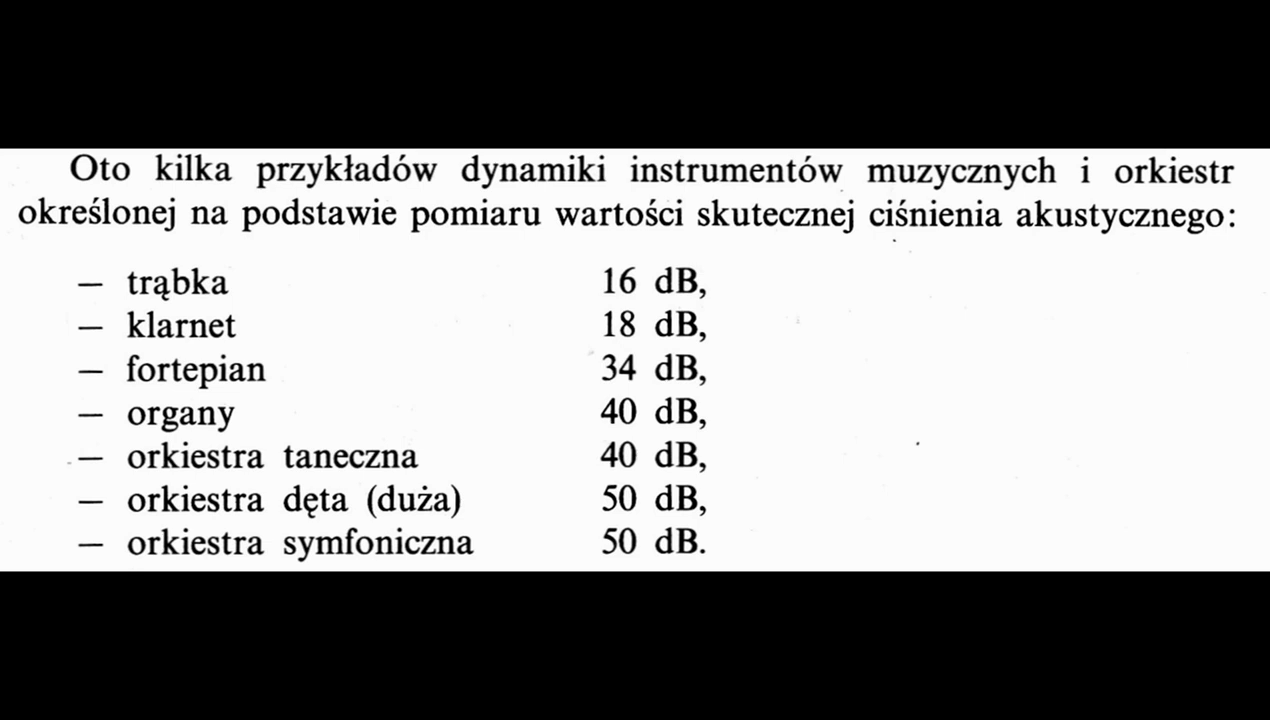 Oto kilka przykładów dynamiki instrumentów muzycznych i orkiestr
określonej na podstawie pomiaru wartości skutecznej ciśnienia akustycznego:
— trąbka 16 dB,
— klarnet 18 dB,
— fortepian 34 dB,
— organy 40 dB,
— orkiestra taneczna 40 dB,
— orkiestra dęta (duża) 50 dB,
— orkiestra symfoniczna 50 dB.